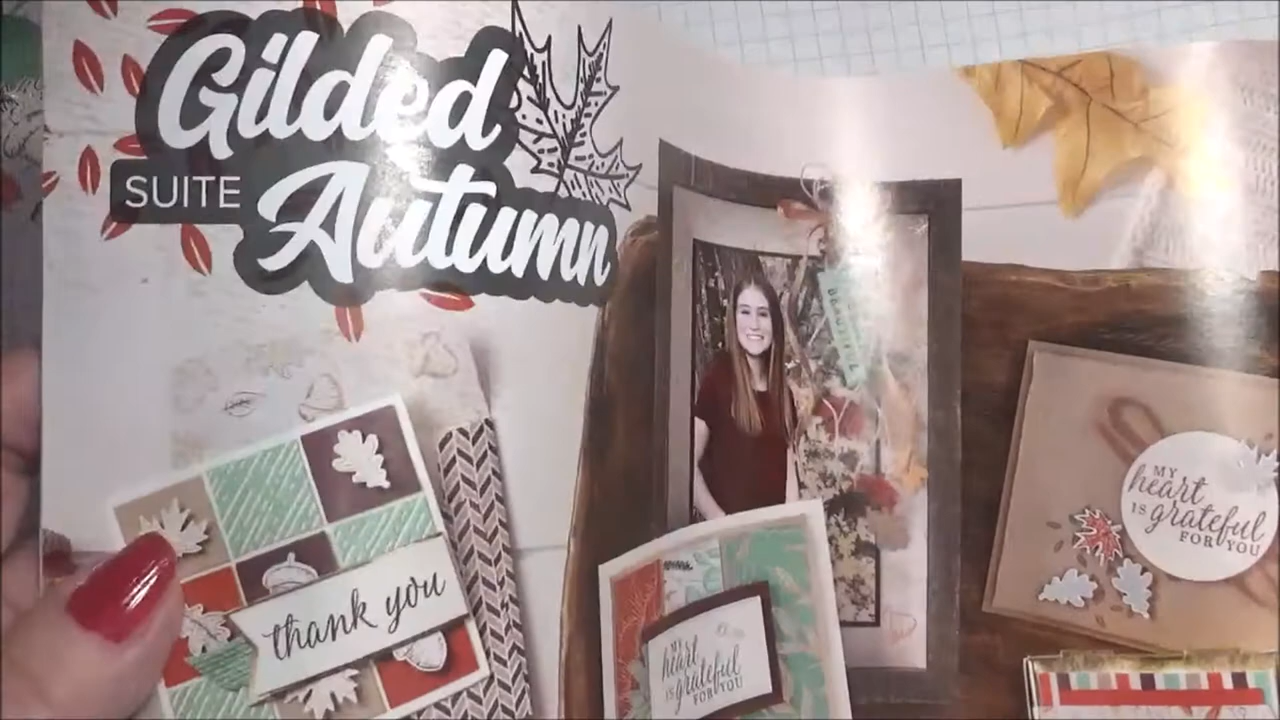 Gilded
SUITE Autumn
thank you
MY
heart
IS grateful
FOR YOU
MY
heart
IS grateful
FOR YOU